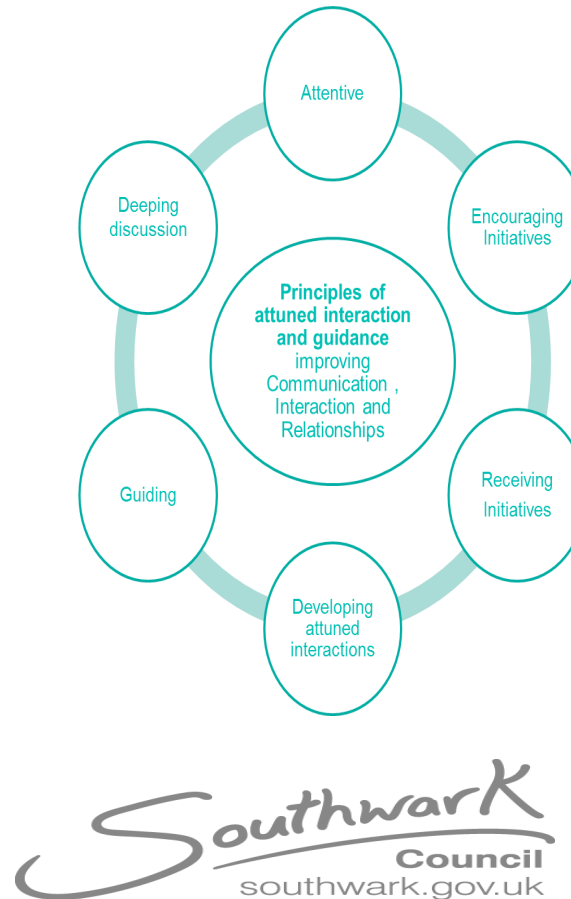 Attentive
Encouraging
Initiatives
Receiving
Initiatives
Developing
attuned
interactions
Guiding
Deeping
discussion
Principles of
attuned interaction
and guidance
improving
Communication ,
Interaction and
Relationships
Southwark
Council
southwark.gov.uk